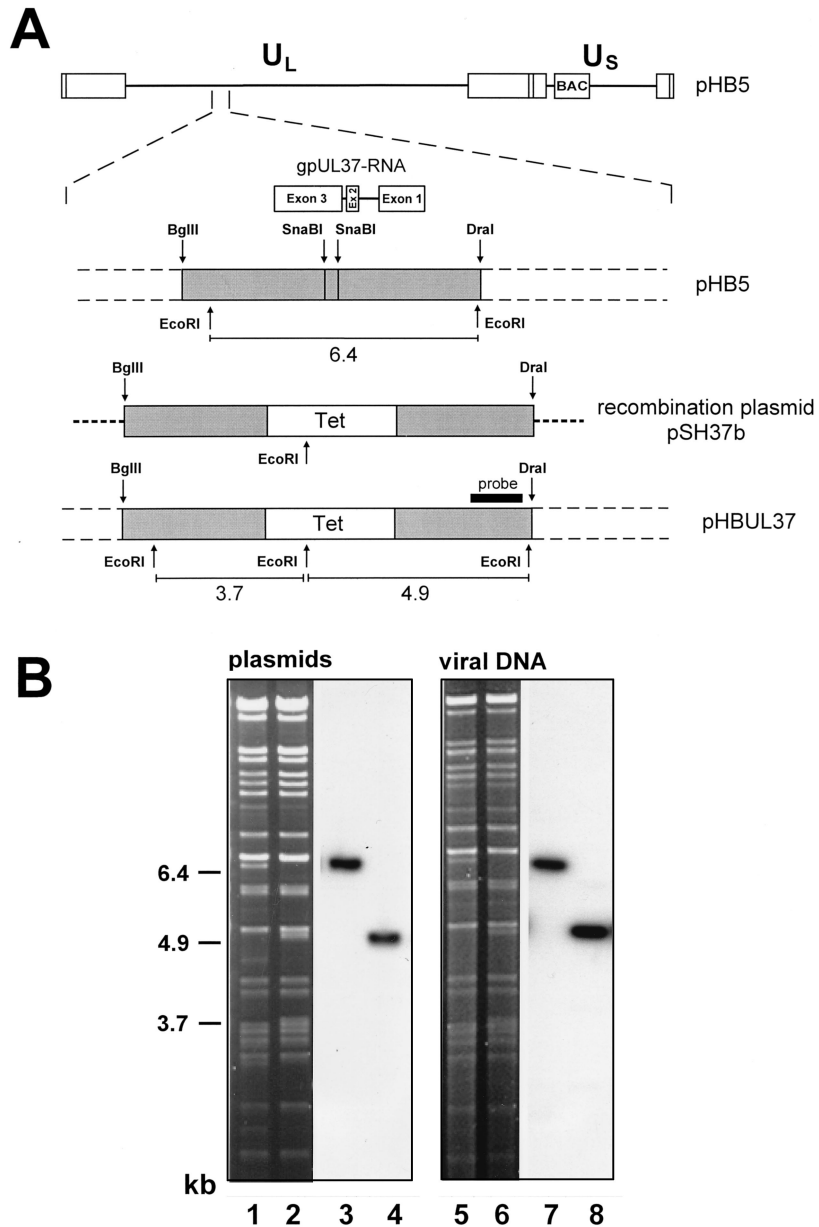 A
U L U S
BAC pHB5
gpUL37-RNA
Exon 3 Ex 2 Exon 1
BglII SnaBI SnaBI DraI
pHB5
EcoRI EcoRI
6.4
BglII DraI
Tet recombination plasmid
pSH37b
EcoRI
BglII probe DraI
Tet pHBUL37
EcoRI EcoRI EcoRI
3.7 4.9
B
plasmids viral DNA
6.4
4.9
3.7
kb
1 2 3 4 5 6 7 8